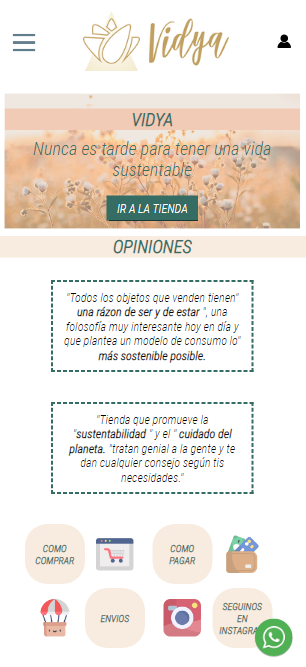 Vidya
VIDYA
Nunca es tarde para tener una vida
sustentable
IR A LA TIENDA
OPINIONES
"Todos los objetos que venden tienen"
una rázon de ser y de estar ", una
folosofía muy interesante hoy en día y
que plantea un modelo de consumo lo"
más sostenible posible.
"Tienda que promueve la
"sustentabilidad " y el " cuidado del
planeta. "tratan genial a la gente y te
dan cualquier consejo según tis
necesidades."
COMO
COMPRAR
COMO
PAGAR
ENVIOS
SEGUINOS
EN
INSTAGRA